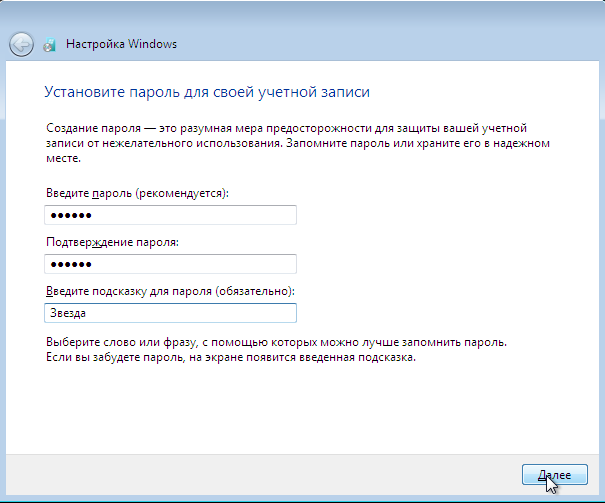 Настройка Windows
Установите пароль для своей учетной записи
Создание пароля — это разумная мера предосторожности для защиты вашей учетной
записи от нежелательного использования. Запомните пароль или храните его в надежном
месте.
Введите пароль (рекомендуется):
●●●●●●
Подтверждение пароля:
●●●●●●
Введите подсказку для пароля (обязательно):
Звезда
Выберите слово или фразу, с помощью которых можно лучше запомнить пароль.
Если вы забудете пароль, на экране появится введенная подсказка.
Далее